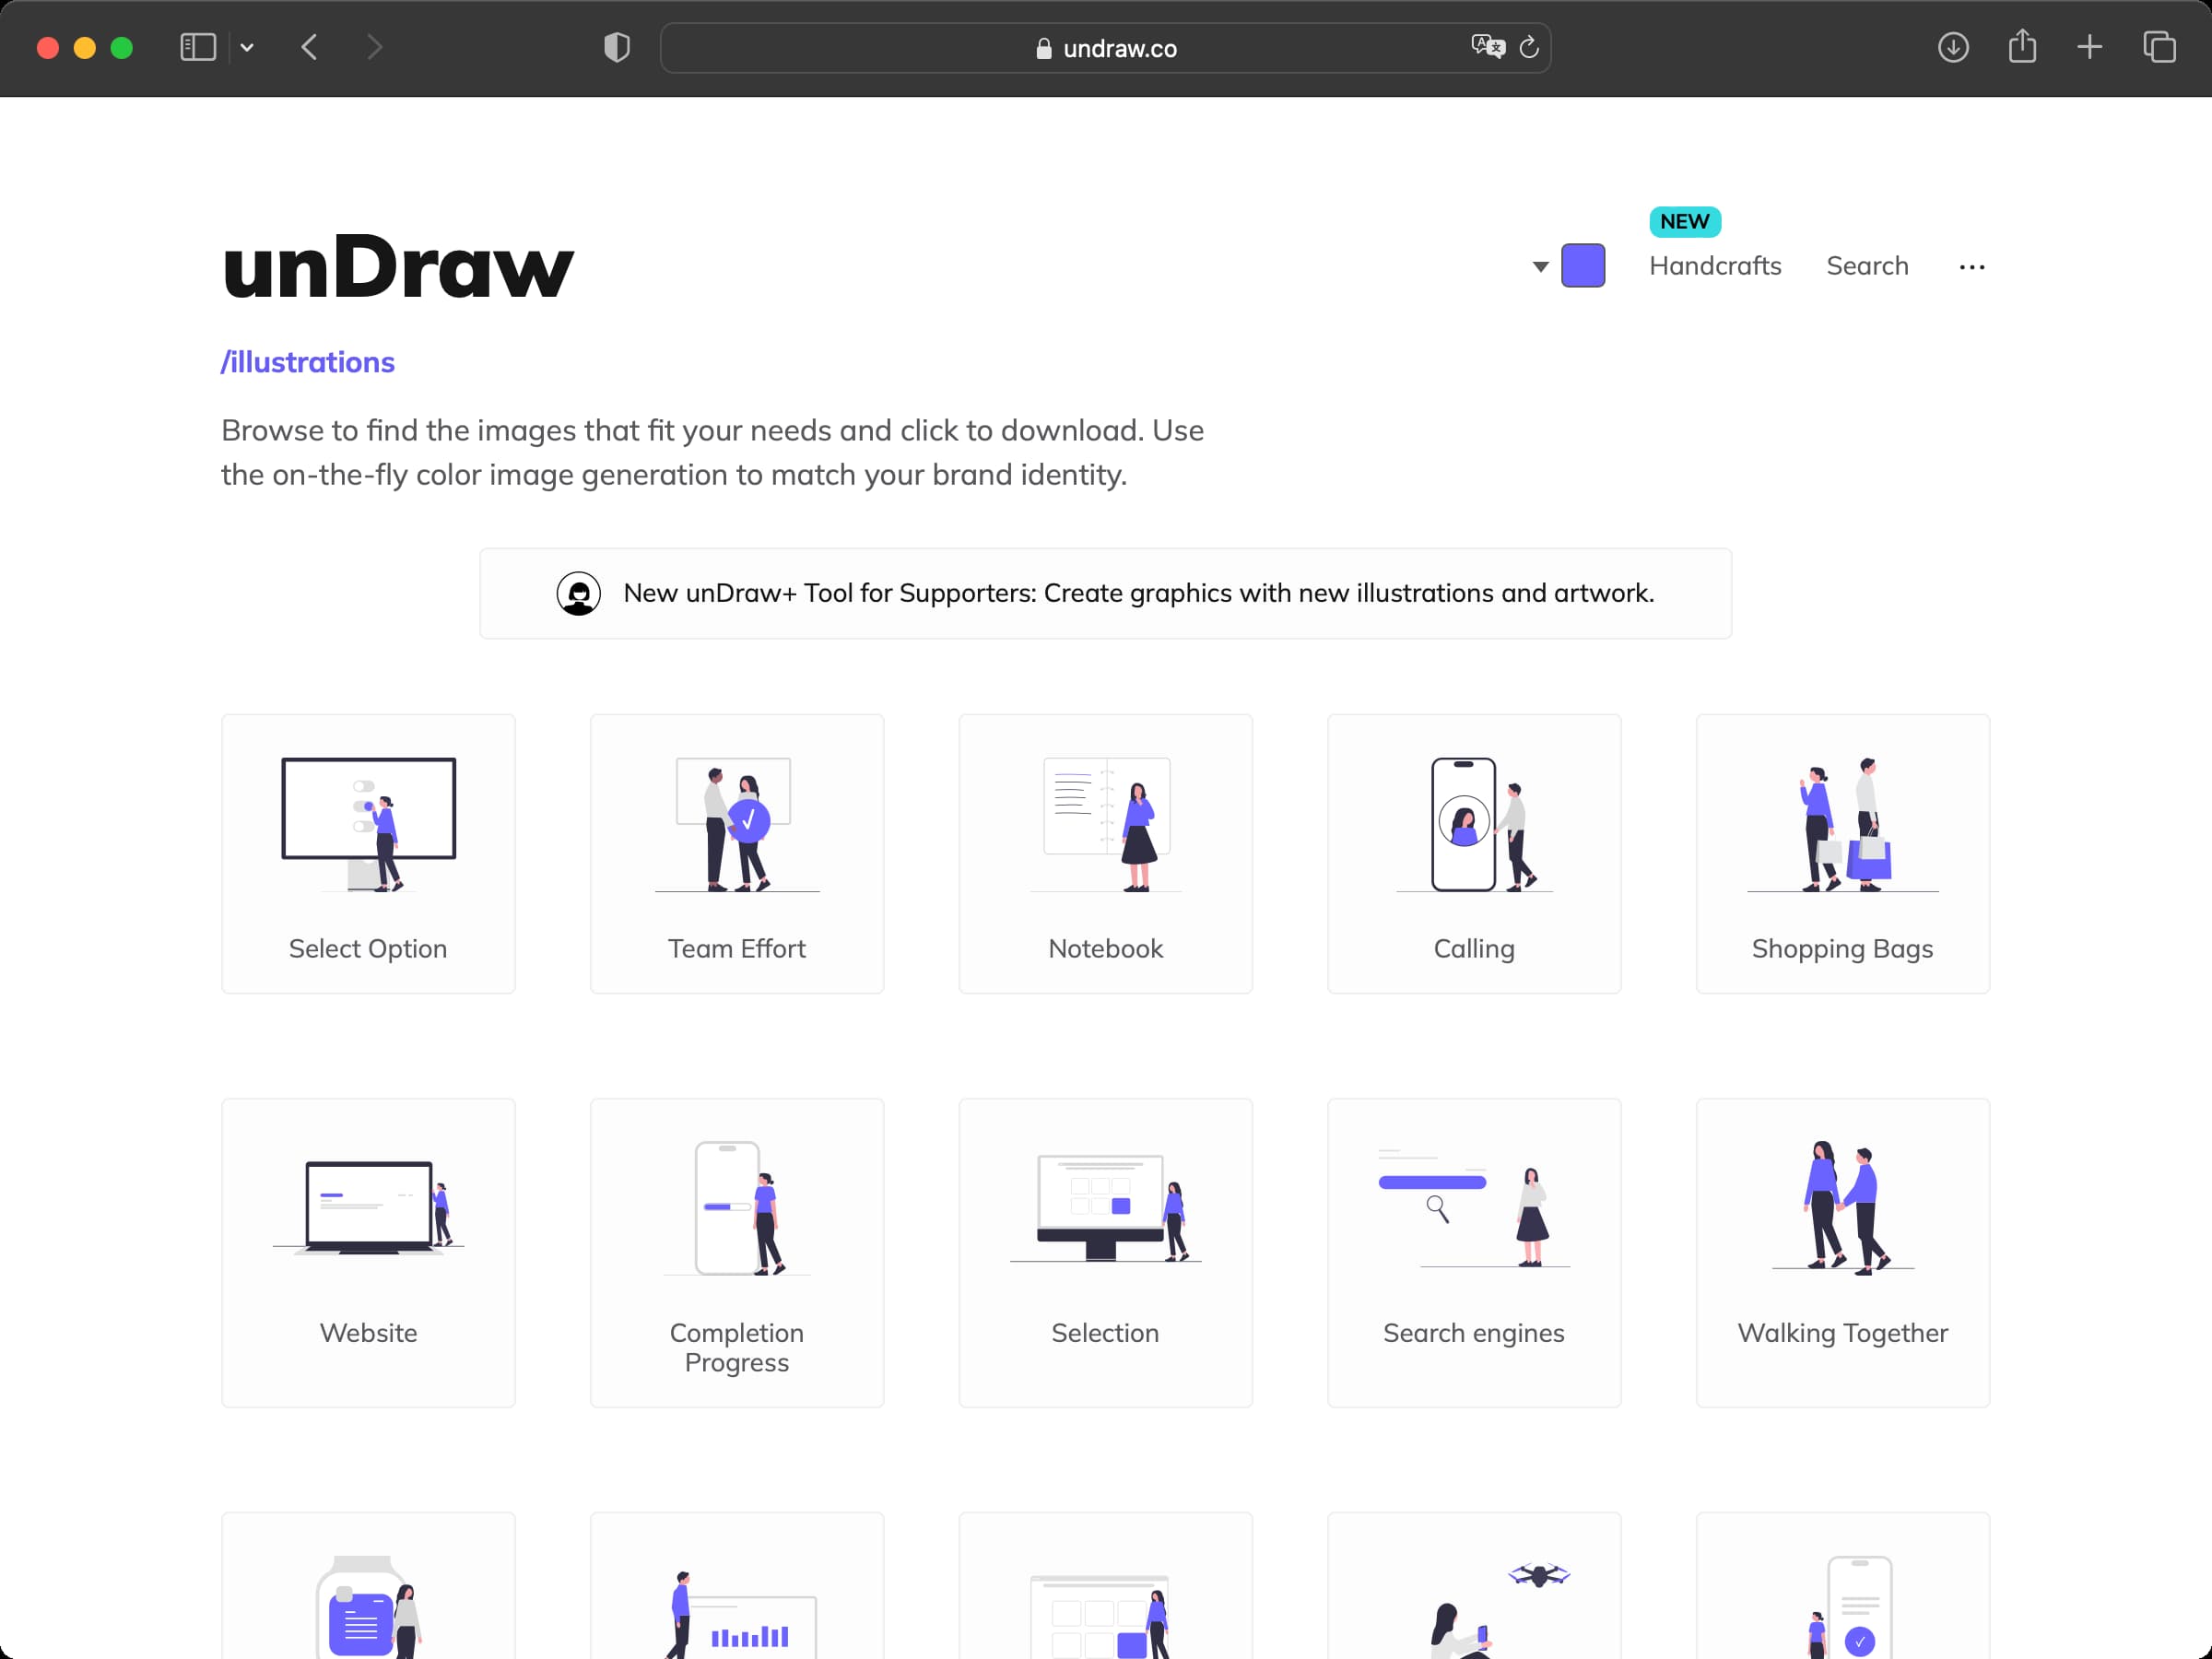 undraw.co
unDraw
NEW
Handcrafts
Search
/illustrations
Browse to find the images that fit your needs and click to download. Use
the on-the-fly color image generation to match your brand identity.
New unDraw+ Tool for Supporters: Create graphics with new illustrations and artwork.
Select Option
Team Effort
Notebook
Calling
Shopping Bags
Website
Completion
Progress
Selection
Search engines
Walking Together